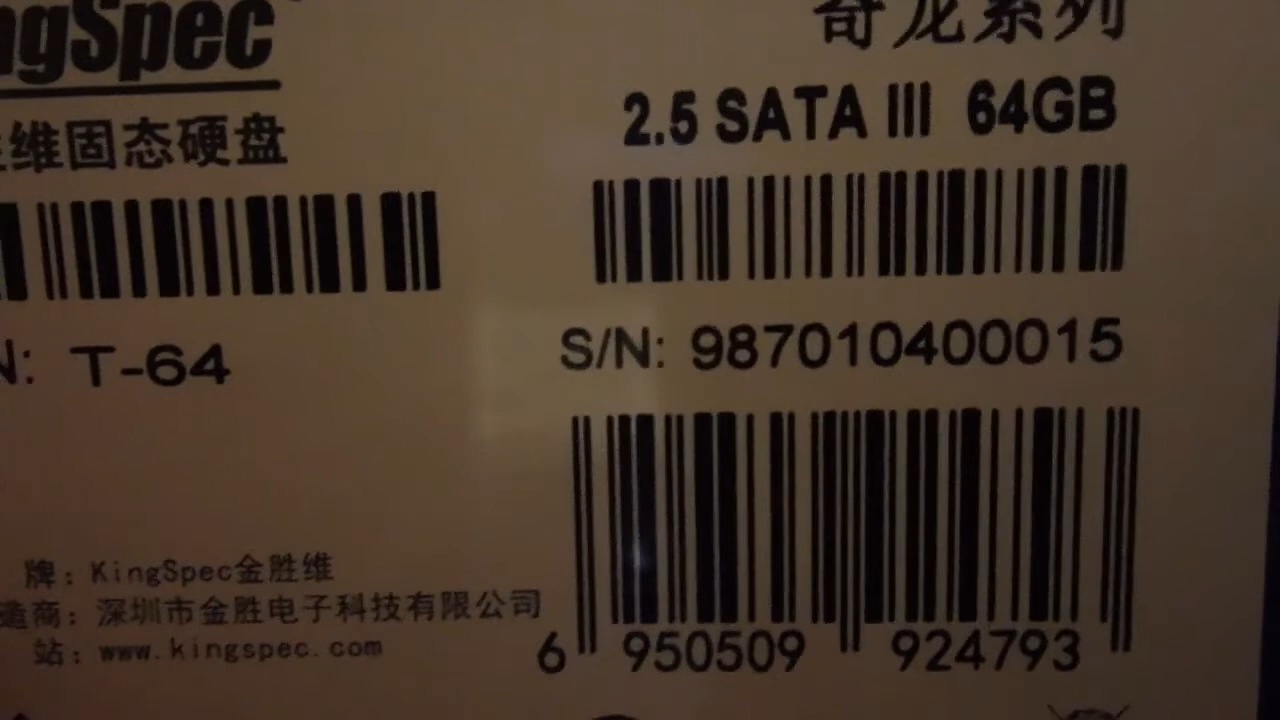 ngSpec
奇龙系列
维固态硬盘
2.5 SATA III 64GB
N: T-64
S/N: 987010400015
牌: KingSpec金胜维
造商: 深圳市金胜电子科技有限公司
站: www.kingspec.com
6 950509 924793